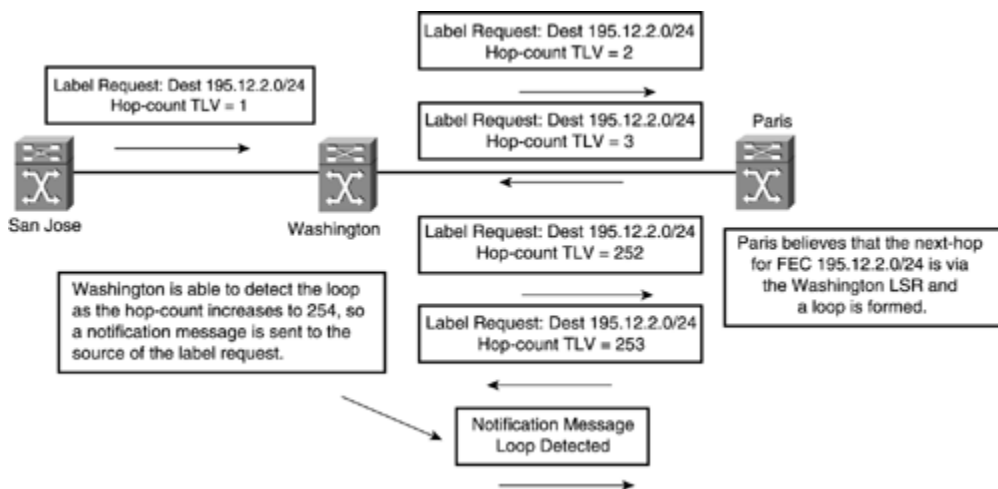 Label Request: Dest 195.12.2.0/24
Hop-count TLV = 2
Label Request: Dest 195.12.2.0/24
Hop-count TLV = 1
Label Request: Dest 195.12.2.0/24
Hop-count TLV = 3
Paris
San Jose
Washington
Label Request: Dest 195.12.2.0/24
Hop-count TLV = 252
Paris believes that the next-hop
for FEC 195.12.2.0/24 is via
the Washington LSR and
a loop is formed.
Washington is able to detect the loop
as the hop-count increases to 254, so
a notification message is sent to the
source of the label request.
Label Request: Dest 195.12.2.0/24
Hop-count TLV = 253
Notification Message
Loop Detected